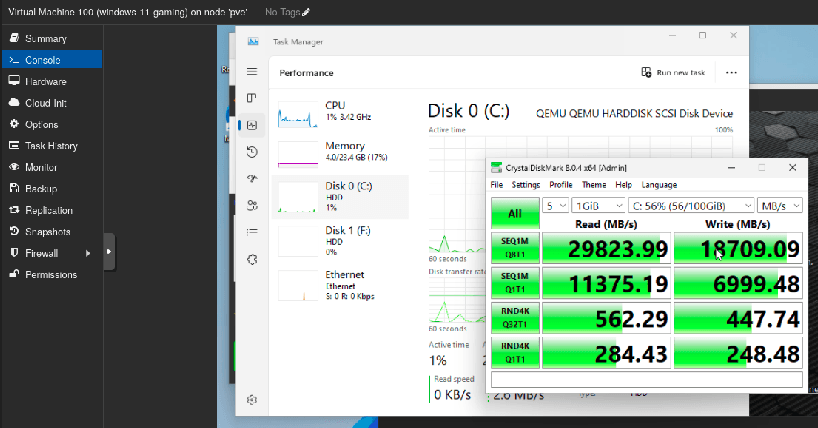 Virtual Machine 100 (windows-11-gaming) on node 'pve' No Tags
Summary
Console
Hardware
Cloud-Init
Options
Task History
Monitor
Backup
Replication
Snapshots
Firewall
Permissions
Task Manager
Performance
Run new task
CPU
1% 3.42 GHz
Memory
4.0/23.4 GB (17%)
Disk 0 (C:)
HDD
1%
Disk 1 (F:)
HDD
0%
Ethernet
Ethernet
S: 0 R: 0 Kbps
Disk 0 (C:) QEMU QEMU HARDDISK SCSI Disk Device
Active time 100%
60 seconds
Disk transfer rate
60 seconds
Active time
1%
Read speed
0 KB/s 2.6 MB/s
CrystalDiskMark 8.0.4 x64 [Admin]
File Settings Profile Theme Help Language
All 5 1GiB C: 56% (56/100GiB) MB/s
Read (MB/s) Write (MB/s)
SEQ1M
Q8T1 29823.99 18709.09
SEQ1M
Q1T1 11375.19 6999.48
RND4K
Q32T1 562.29 447.74
RND4K
Q1T1 284.43 248.48